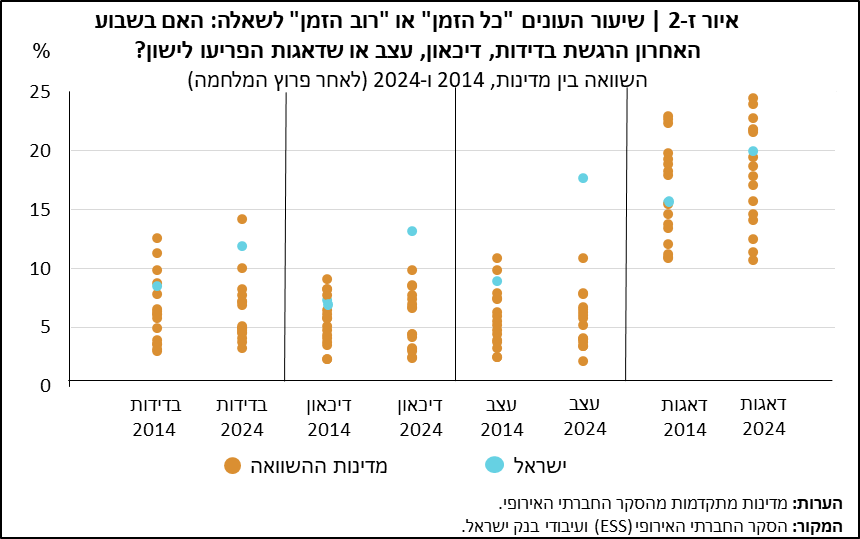 איור ז-2 | שיעור העונים "כל הזמן" או "רוב הזמן" לשאלה: האם בשבוע
האחרון הרגשת בדידות, דיכאון, עצב או שדאגות הפריעו לישון?
השוואה בין מדינות, 2014 ו-2024 (לאחר פרוץ המלחמה)
%
25
20
15
10
5
0
בדידות
2014
בדידות
2024
דיכאון
2014
דיכאון
2024
עצב
2014
עצב
2024
דאגות
2014
דאגות
2024
מדינות ההשוואה
ישראל
הערות: מדינות מתקדמות מהסקר החברתי האירופי.
המקור: הסקר החברתי האירופי (ESS) ועיבודי בנק ישראל.